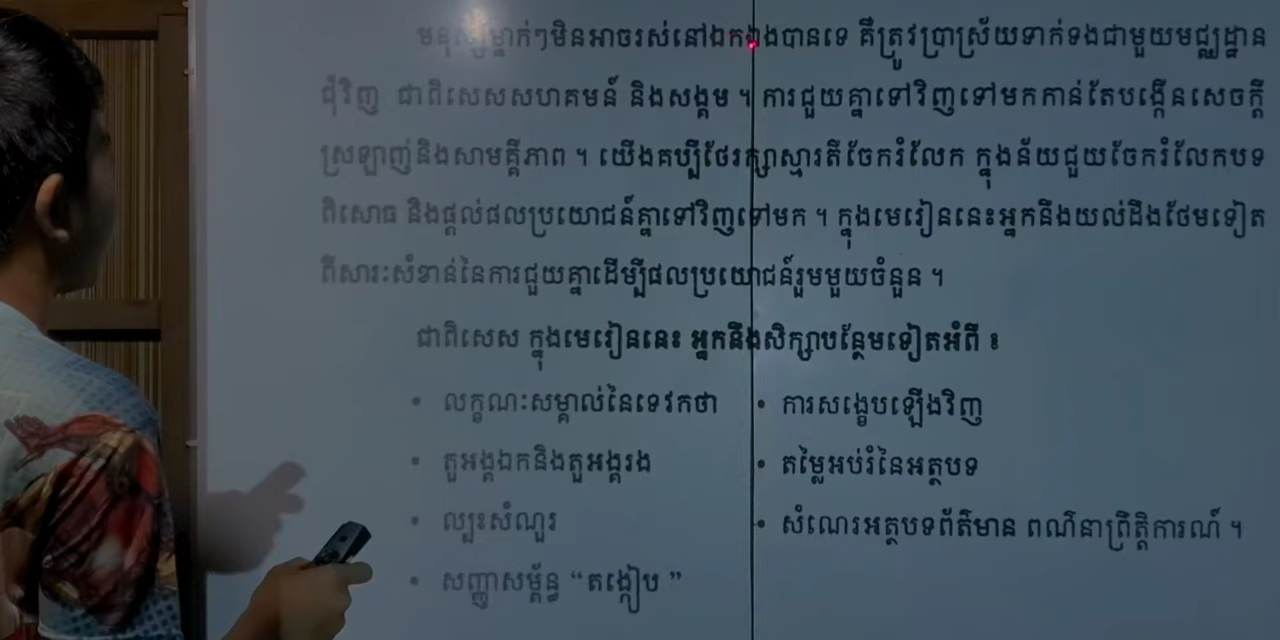 មនុស្សម្នាក់ៗមិនអាចរស់នៅឯកឯងបានទេ គឺត្រូវប្រាស្រ័យទាក់ទងជាមួយមជ្ឈដ្ឋាន
ជុំវិញ ជាពិសេសសហគមន៍ និងសង្គម ។ ការជួយគ្នាទៅវិញទៅមកកាន់តែបង្កើនសេចក្ដី
ស្រឡាញ់និងសាមគ្គីភាព ។ យើងគប្បីថែរក្សាស្មារតីចែករំលែក ក្នុងន័យជួយចែករំលែកបទ
ពិសោធ និងផ្ដល់ផលប្រយោជន៍គ្នាទៅវិញទៅមក ។ ក្នុងមេរៀននេះអ្នកនឹងយល់ដឹងថែមទៀត
ពីសារៈសំខាន់នៃការជួយគ្នាដើម្បីផលប្រយោជន៍រួមមួយចំនួន ។
ជាពិសេស ក្នុងមេរៀននេះ អ្នកនឹងសិក្សាបន្ថែមទៀតអំពី ៖
• លក្ខណៈសម្គាល់នៃទេវកថា • ការសង្ខេបឡើងវិញ
• តួអង្គឯកនិងតួអង្គរង • តម្លៃអប់រំនៃអត្ថបទ
• ល្បះសំណួរ • សំណេរអត្ថបទព័ត៌មាន ពណ៌នាព្រឹត្តិការណ៍ ។
• សញ្ញាសម្ព័ន្ធ “តង្កៀប ”